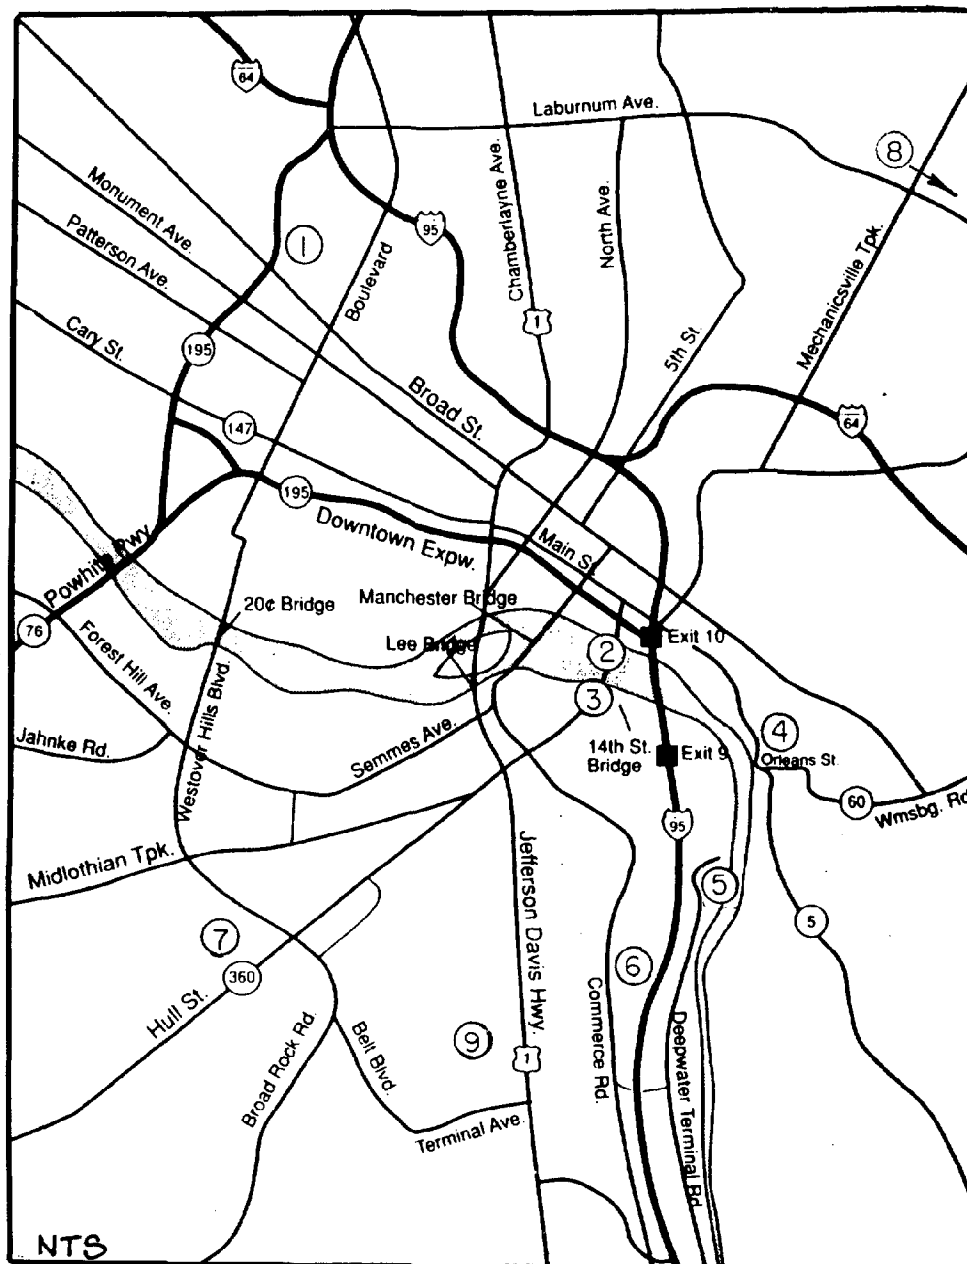 64
Laburnum Ave.
8
Monument Ave.
Patterson Ave.
Cary St.
1
95
Boulevard
Chamberlayne Ave.
North Ave.
Mechanicsville Tpk.
1
5th St.
195
147
Broad St.
64
195
Downtown Expw.
Main St.
Powhite Pwy
76
20¢ Bridge
Manchester Bridge
Lee Bridge
Exit 10
2
3
Forest Hill Ave.
Westover Hills Blvd.
Jahnke Rd.
Semmes Ave.
14th St.
Bridge
Exit 9
4
Orleans St.
60
Wmsbg. Rd
95
Midlothian Tpk.
Jefferson Davis Hwy.
5
5
7
360
Hull St.
6
Commerce Rd.
Deepwater Terminal Rd.
9
1
Broad Rock Rd.
Belt Blvd.
Terminal Ave.
NTS